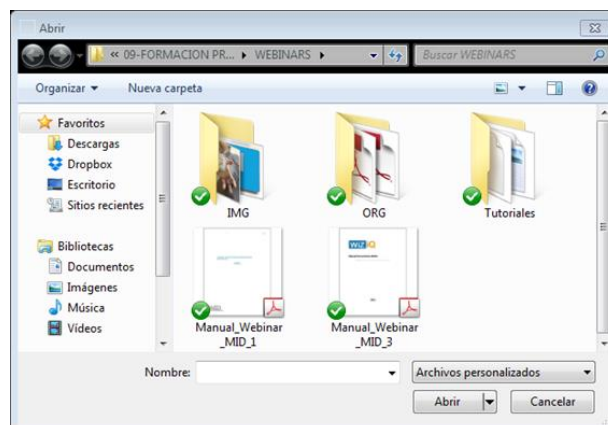 Abrir
« 09-FORMACION PR... WEBINARS
Buscar WEBINARS
Organizar
Nueva carpeta
Favoritos
Descargas
Dropbox
Escritorio
Sitios recientes
Bibliotecas
Documentos
Imágenes
Música
Vídeos
IMG
ORG
Tutoriales
WiZiQ
Manual_Webinar
_MID_1
Manual_Webinar
_MID_3
Nombre:
Archivos personalizados
Abrir
Cancelar